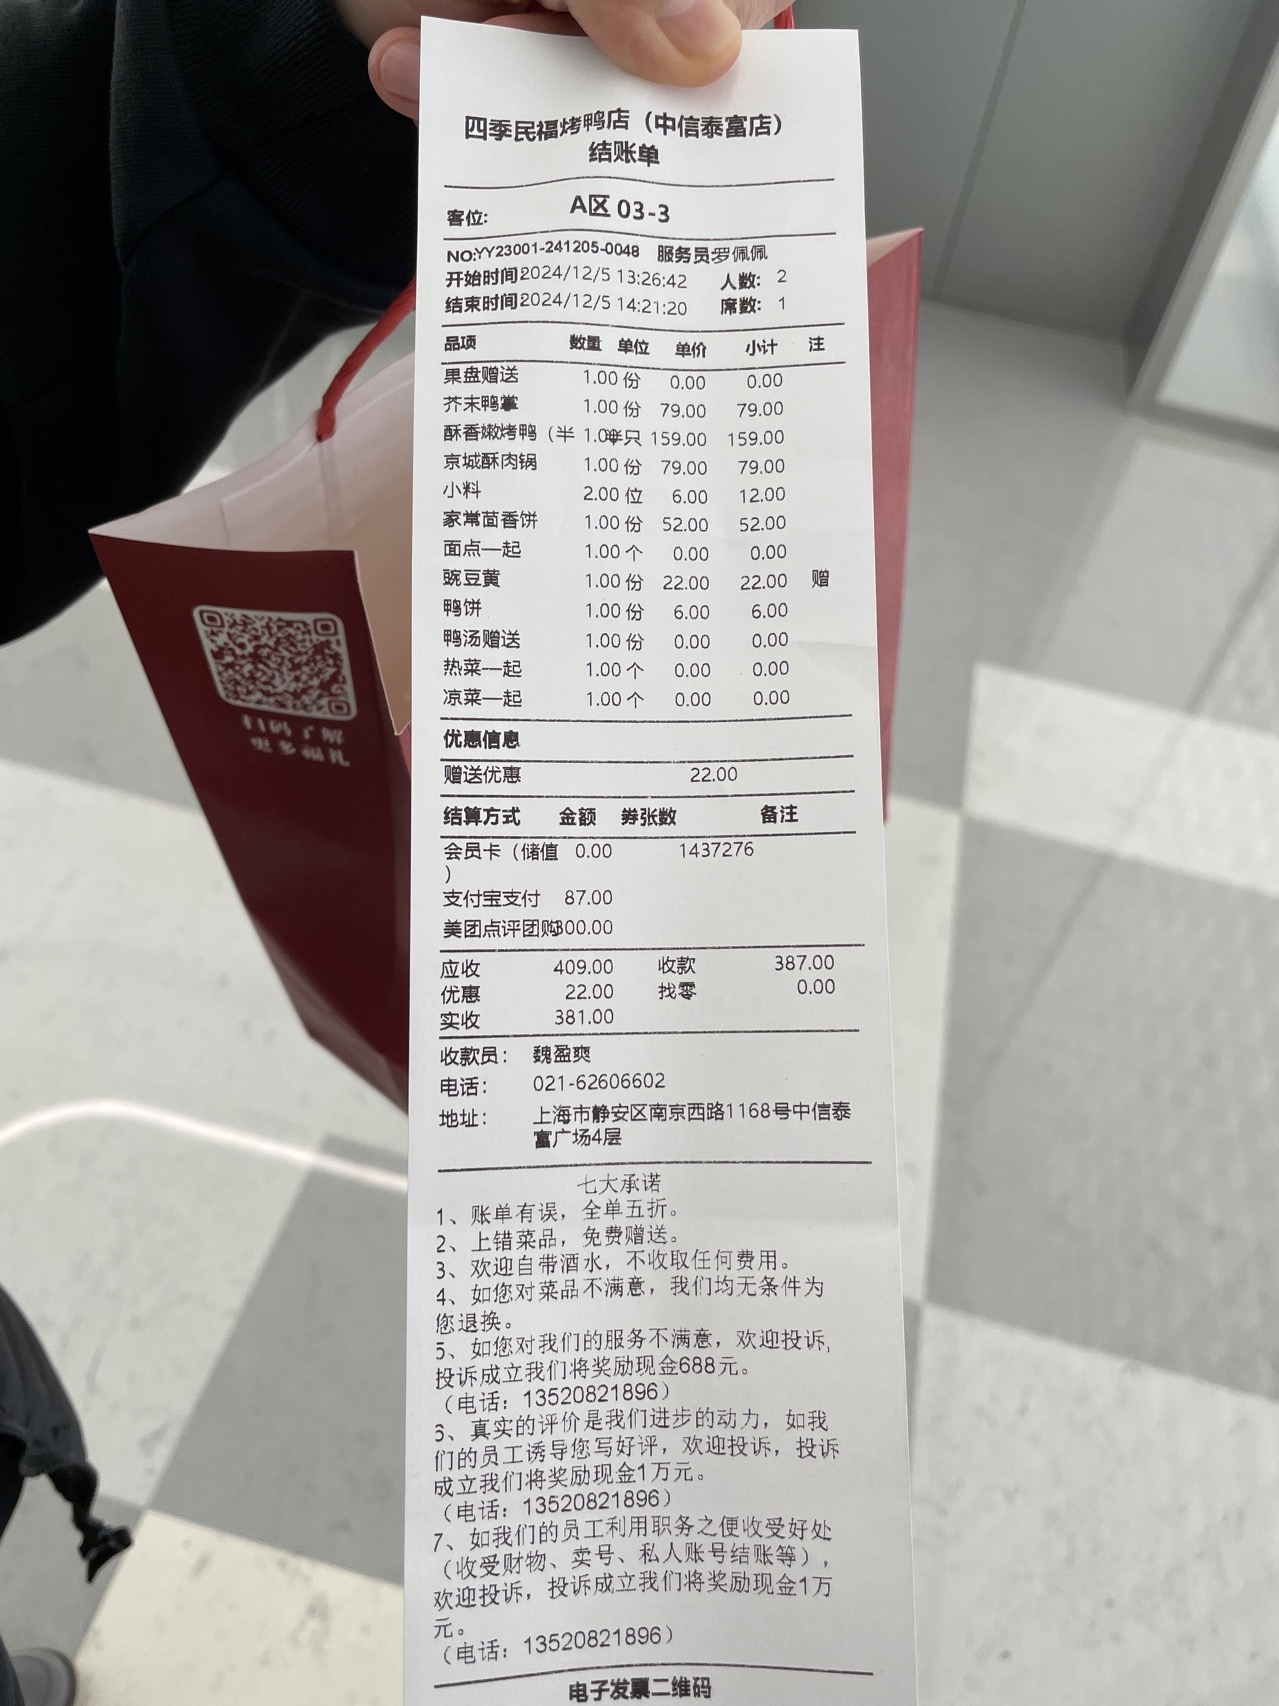 四季民福烤鸭店（中信泰富店）
结账单
客位: A区 03-3
NO:YY23001-241205-0048 服务员罗佩佩
开始时间2024/12/5 13:26:42 人数: 2
结束时间2024/12/5 14:21:20 席数: 1
品项 数量 单位 单价 小计 注
果盘赠送 1.00 份 0.00 0.00
芥末鸭掌 1.00 份 79.00 79.00
酥香嫩烤鸭（半 1.00 半只 159.00 159.00
京城酥肉锅 1.00 份 79.00 79.00
小料 2.00 位 6.00 12.00
家常茴香饼 1.00 份 52.00 52.00
面点一起 1.00 个 0.00 0.00
豌豆黄 1.00 份 22.00 22.00 赠
鸭饼 1.00 份 6.00 6.00
鸭汤赠送 1.00 份 0.00 0.00
热菜一起 1.00 个 0.00 0.00
凉菜一起 1.00 个 0.00 0.00
优惠信息
赠送优惠 22.00
结算方式 金额 券张数 备注
会员卡（储值 0.00 1437276
）
支付宝支付 87.00
美团点评团购300.00
应收 409.00 收款 387.00
优惠 22.00 找零 0.00
实收 381.00
收款员: 魏盈爽
电话: 021-62606602
地址: 上海市静安区南京西路1168号中信泰
富广场4层
七大承诺
1、账单有误，全单五折。
2、上错菜品，免费赠送。
3、欢迎自带酒水，不收取任何费用。
4、如您对菜品不满意，我们均无条件为
您退换。
5、如您对我们的服务不满意，欢迎投诉,
投诉成立我们将奖励现金688元。
（电话：13520821896）
6、真实的评价是我们进步的动力，如我
们的员工诱导您写好评，欢迎投诉，投诉
成立我们将奖励现金1万元。
（电话：13520821896）
7、如我们的员工利用职务之便收受好处
（收受财物、卖号、私人账号结账等），
欢迎投诉，投诉成立我们将奖励现金1万
元。
（电话：13520821896）
电子发票二维码
扫码了解
更多福礼